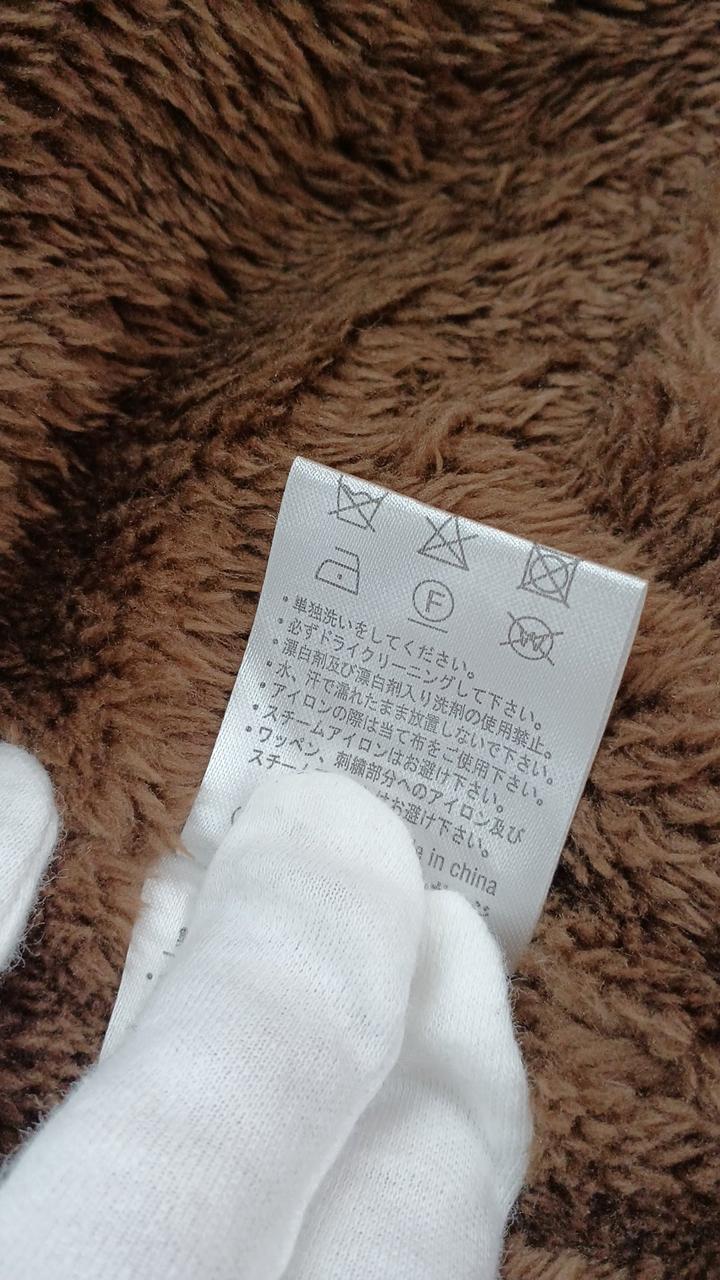 F
W
・単独洗いをしてください。
・必ずドライクリーニングして下さい。
・漂白剤及び漂白剤入り洗剤の使用禁止。
・水、汗で濡れたまま放置しないで下さい。
・アイロンの際は当て布をご使用下さい。
・スチームアイロンはお避け下さい。
・ワッペン、刺繍部分へのアイロン及び
スチー
はお避け下さい。
in china